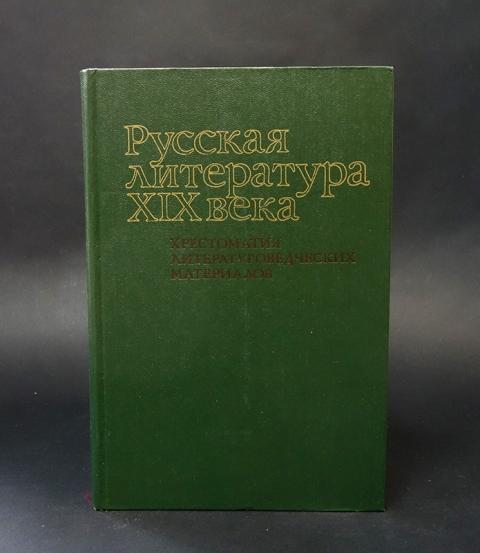 Русская
литература
XIX века
ХРЕСТОМАТИЯ
ЛИТЕРАТУРОВЕДЧЕСКИХ
МАТЕРИАЛОВ